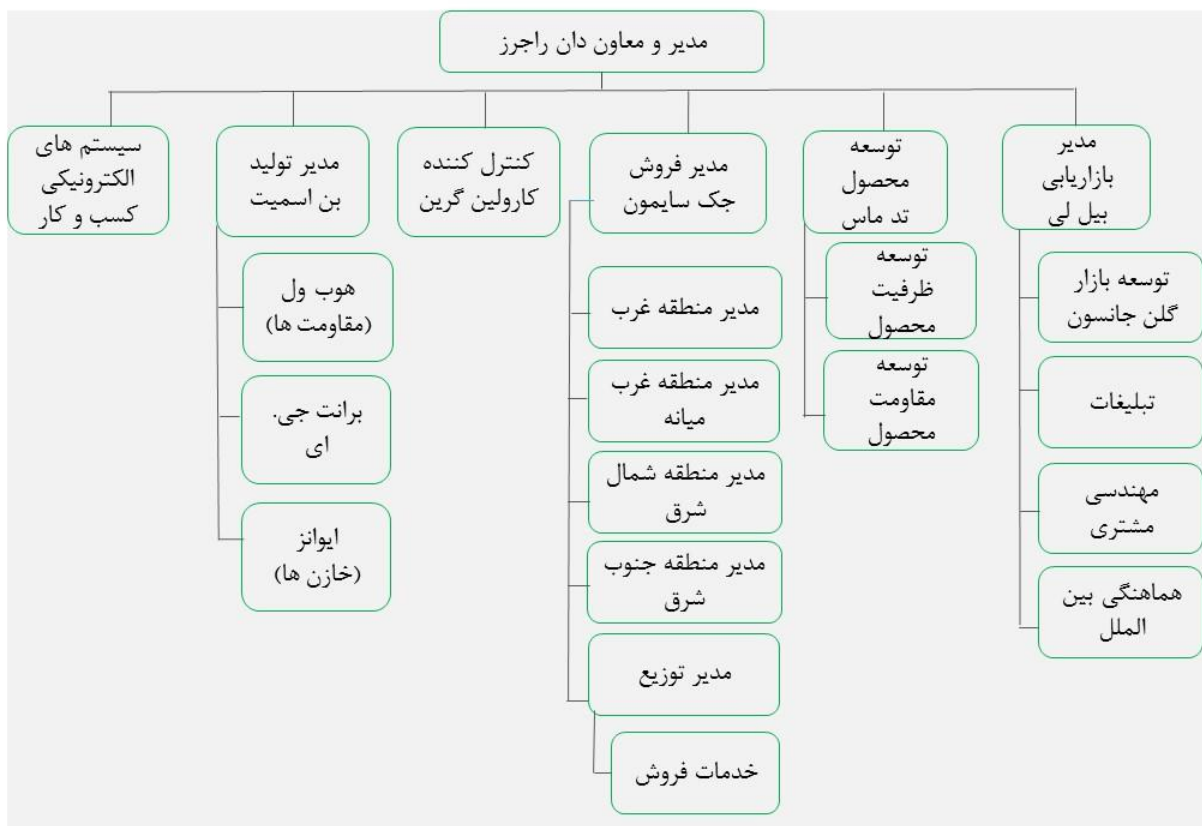 مدیر و معاون دان راجرز
مدیر
بازاریابی
بیل لی
توسعه بازار
گلن جانسون
تبلیغات
مهندسی
مشتری
هماهنگی بین
الملل
توسعه
محصول
تد ماس
توسعه
ظرفیت
محصول
توسعه
مقاومت
محصول
مدیر فروش
جک سایمون
مدیر منطقه غرب
مدیر منطقه غرب
میانه
مدیر منطقه شمال
شرق
مدیر منطقه جنوب
شرق
مدیر توزیع
خدمات فروش
کنترل کننده
کارولین گرین
مدیر تولید
بن اسمیت
هوب ول
(مقاومت ها)
برانت جی.
ای
ایوانز
(خازن ها)
سیستم های
الکترونیکی
کسب و کار